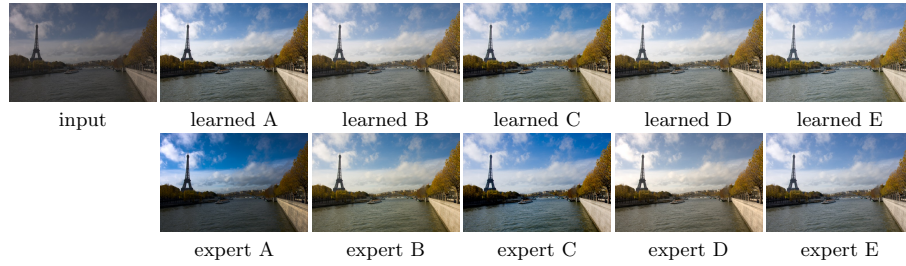 input
learned A
learned B
learned C
learned D
learned E
expert A
expert B
expert C
expert D
expert E